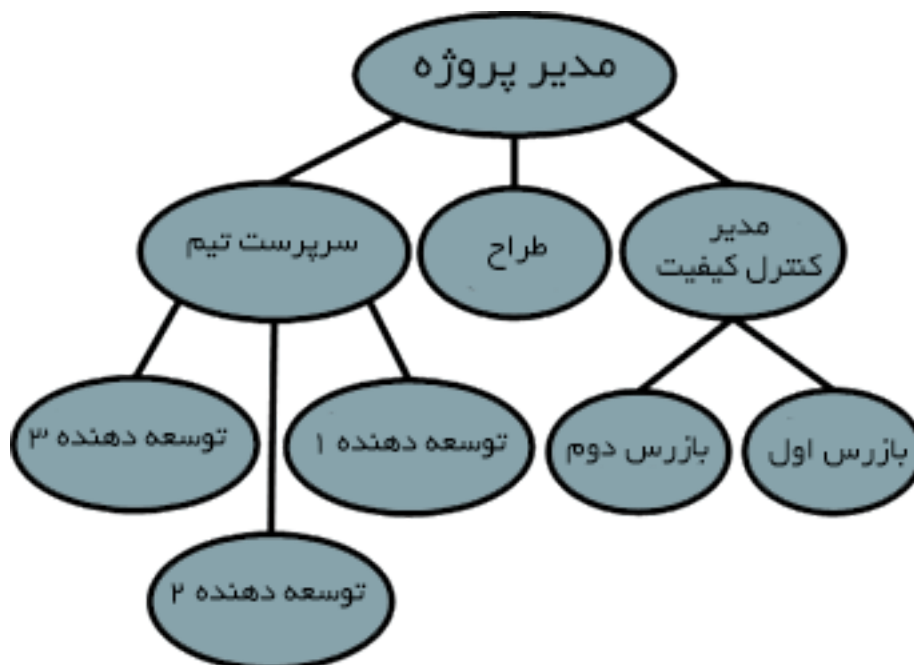 مدیر پروژه
مدیر
کنترل کیفیت
طراح
سرپرست تیم
بازرس اول
بازرس دوم
توسعه دهنده ۱
توسعه دهنده ۳
توسعه دهنده ۲